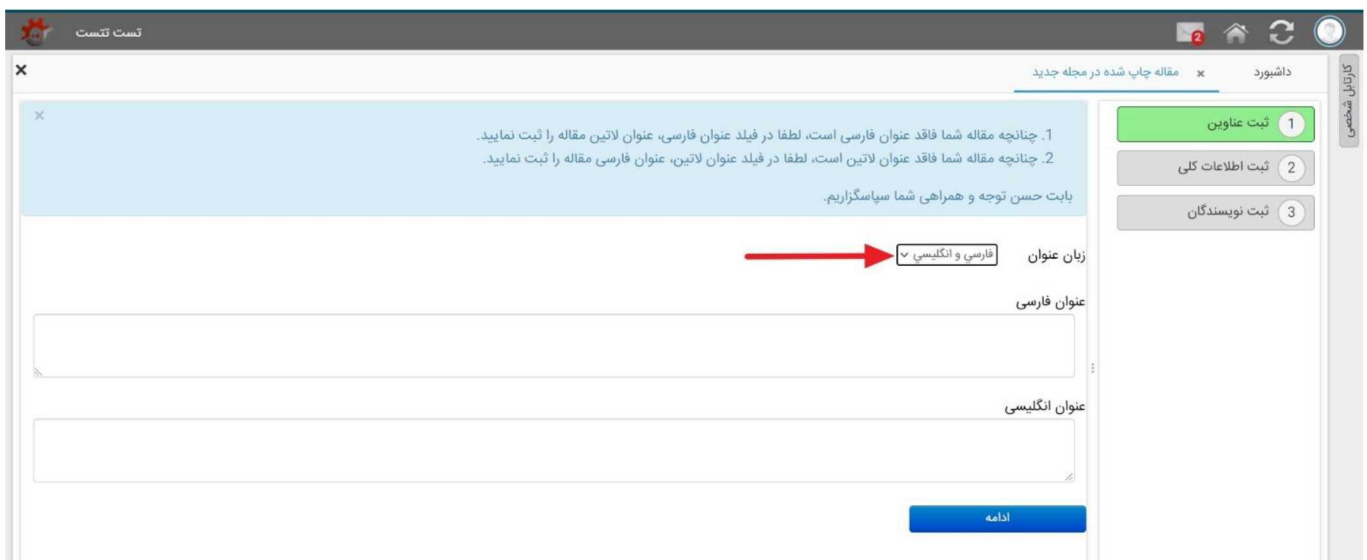 تست تتست
2
کارتابل شخصی
داشبورد
مقاله چاپ شده در مجله جدید
1 ثبت عناوین
2 ثبت اطلاعات کلی
3 ثبت نویسندگان
1. چنانچه مقاله شما فاقد عنوان فارسی است، لطفا در فیلد عنوان فارسی، عنوان لاتین مقاله را ثبت نمایید.
2. چنانچه مقاله شما فاقد عنوان لاتین است، لطفا در فیلد عنوان لاتین، عنوان فارسی مقاله را ثبت نمایید.
بابت حسن توجه و همراهی شما سپاسگزاریم.
زبان عنوان فارسي و انگليسي
عنوان فارسی
عنوان انگلیسی
ادامه